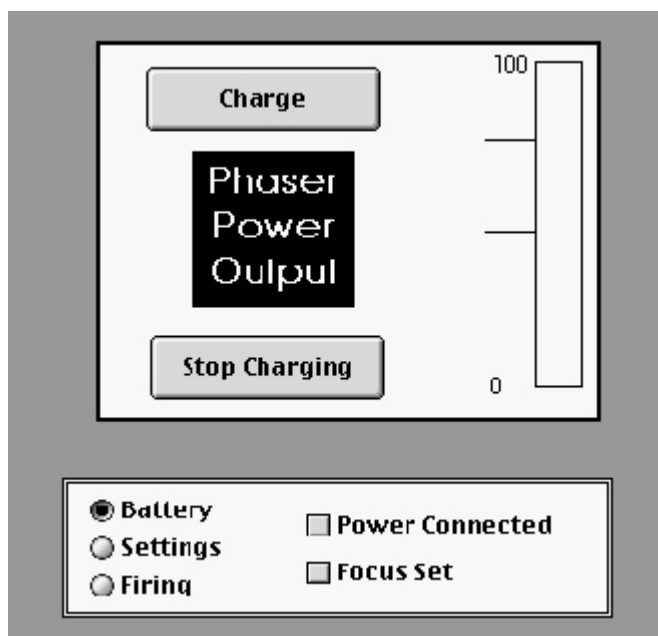 100
Charge
Phaser
Power
Output
Stop Charging
0
Battery
Settings
Firing
Power Connected
Focus Set